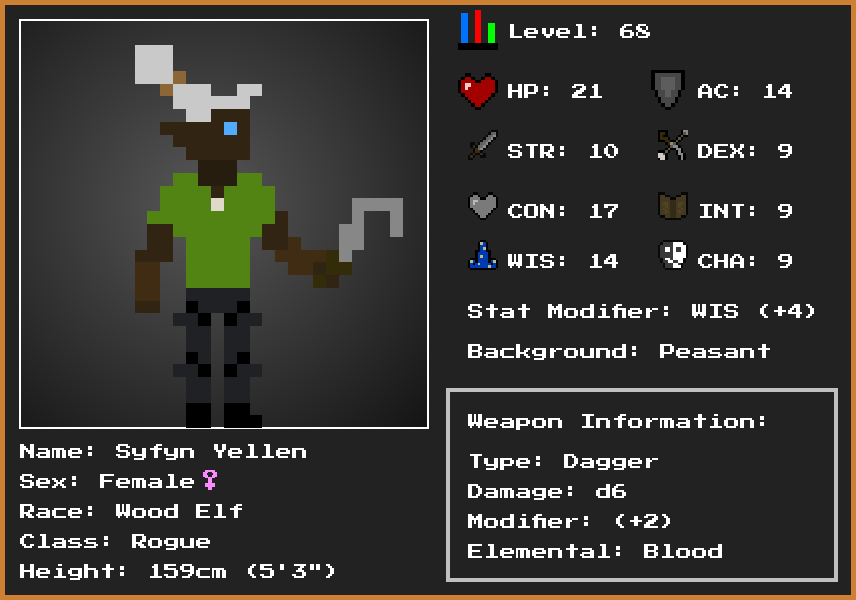 Level: 68
HP: 21
AC: 14
STR: 10
DEX: 9
CON: 17
INT: 9
WIS: 14
CHA: 9
Stat Modifier: WIS (+4)
Background: Peasant
Weapon Information:
Type: Dagger
Damage: d6
Modifier: (+2)
Elemental: Blood
Name: Syfyn Yellen
Sex: Female♀
Race: Wood Elf
Class: Rogue
Height: 159cm (5'3")